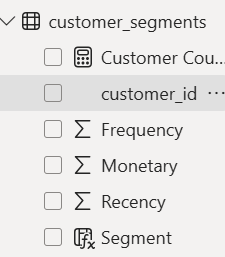 customer_segments
Customer Cou...
customer_id
Frequency
Monetary
Recency
Segment